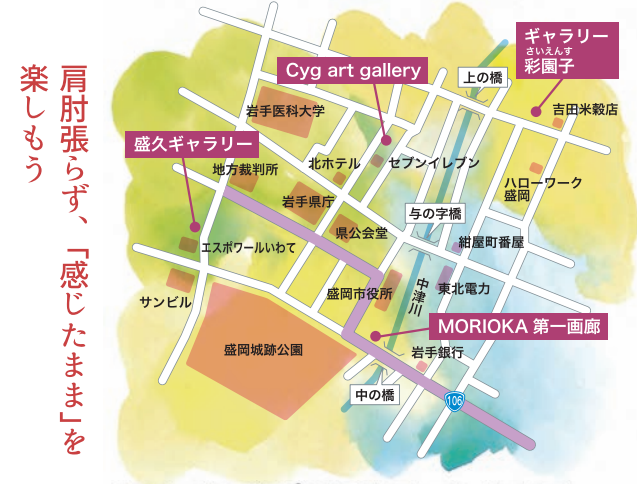 肩肘張らず、「感じたまま」を
楽しもう
ギャラリー
さいえんす
彩園子
Cyg art gallery
上の橋
吉田米穀店
岩手医科大学
盛久ギャラリー
地方裁判所
北ホテル
セブンイレブン
ハローワーク
盛岡
岩手県庁
与の字橋
県公会堂
紺屋町番屋
エスポワールいわて
サンビル
盛岡市役所
中津川
東北電力
MORIOKA 第一画廊
盛岡城跡公園
岩手銀行
中の橋
106